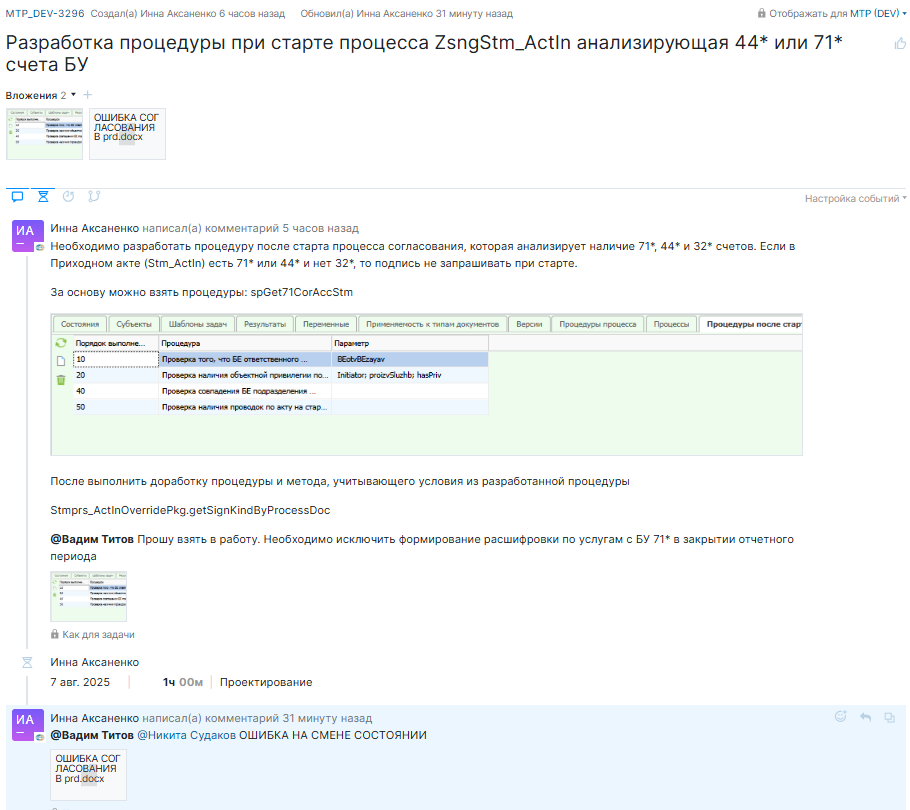 MTP_DEV-3296 Создал(а) Инна Аксаненко 6 часов назад Обновил(а) Инна Аксаненко 31 минуту назад Отображать для MTP (DEV)
Разработка процедуры при старте процесса ZsngStm_ActIn анализирующая 44* или 71*
счета БУ
Вложения 2
ОШИБКА СОГ
ЛАСОВАНИЯ
В prd.docx
Настройка событий
ИА
Инна Аксаненко написал(а) комментарий 5 часов назад
Необходимо разработать процедуру после старта процесса согласования, которая анализирует наличие 71*, 44* и 32* счетов. Если в
Приходном акте (Stm_ActIn) есть 71* или 44* и нет 32*, то подпись не запрашивать при старте.
За основу можно взять процедуры: spGet71CorAccStm
Состояния Субъекты Шаблоны задач Результаты Переменные Применяемость к типам документов Версии Процедуры процесса Процессы Процедуры после стар
Порядок выполне... Процедура Параметр
10 Проверка того, что БЕ ответственного ... BEotvBEzayav
20 Проверка наличия объектной привилегии по... Initiator; proizvSluzhb; hasPriv
40 Проверка совпадения БЕ подразделения ...
50 Проверка наличия проводок по акту на стар...
После выполнить доработку процедуры и метода, учитывающего условия из разработанной процедуры
Stmprs_ActInOverridePkg.getSignKindByProcessDoc
@Вадим Титов Прошу взять в работу. Необходимо исключить формирование расшифровки по услугам с БУ 71* в закрытии отчетного
периода
Как для задачи
Инна Аксаненко
7 авг. 2025 1ч 00м Проектирование
ИА
Инна Аксаненко написал(а) комментарий 31 минуту назад
@Вадим Титов @Никита Судаков ОШИБКА НА СМЕНЕ СОСТОЯНИИ
ОШИБКА СОГ
ЛАСОВАНИЯ
В prd.docx